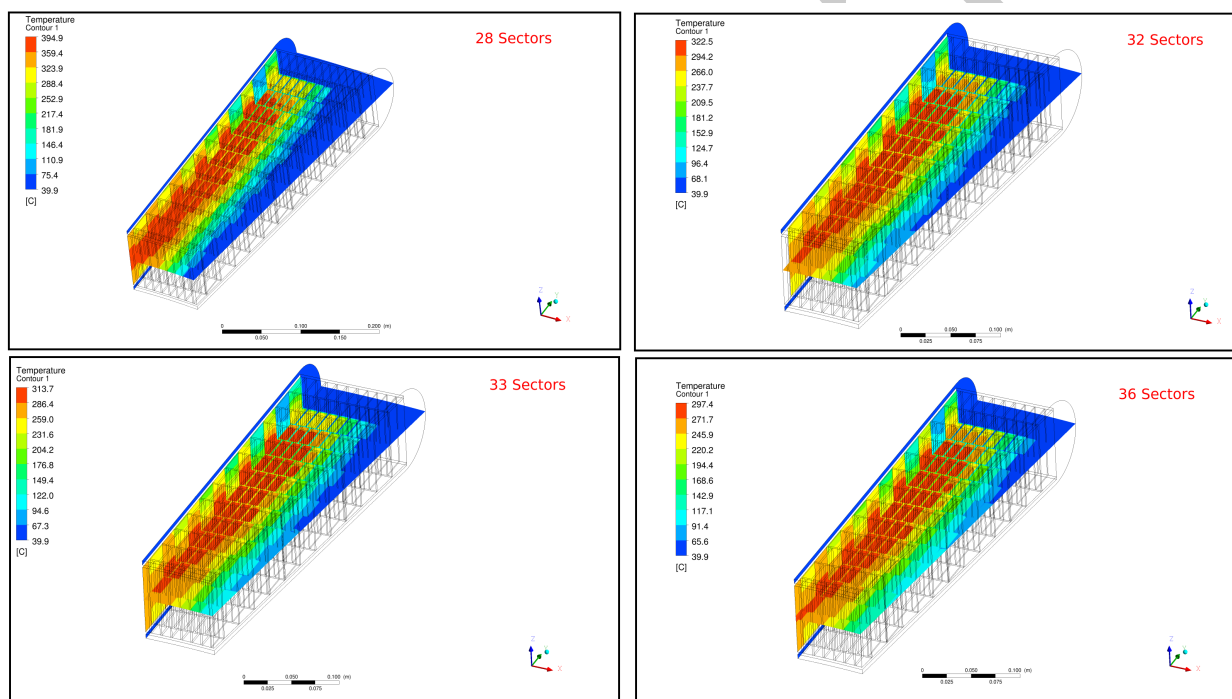 Temperature
Contour 1
394.9
359.4
323.9
288.4
252.9
217.4
181.9
146.4
110.9
75.4
39.9
[C]
28 Sectors
0 0.100 0.200 (m)
0.050 0.150
Z
Y
X
Temperature
Contour 1
322.5
294.2
266.0
237.7
209.5
181.2
152.9
124.7
96.4
68.1
39.9
[C]
32 Sectors
0 0.050 0.100 (m)
0.025 0.075
Z
Y
X
Temperature
Contour 1
313.7
286.4
259.0
231.6
204.2
176.8
149.4
122.0
94.6
67.3
39.9
[C]
33 Sectors
0 0.050 0.100 (m)
0.025 0.075
Z
X
Temperature
Contour 1
297.4
271.7
245.9
220.2
194.4
168.6
142.9
117.1
91.4
65.6
39.9
[C]
36 Sectors
0 0.050 0.100 (m)
0.025 0.075
Z
X